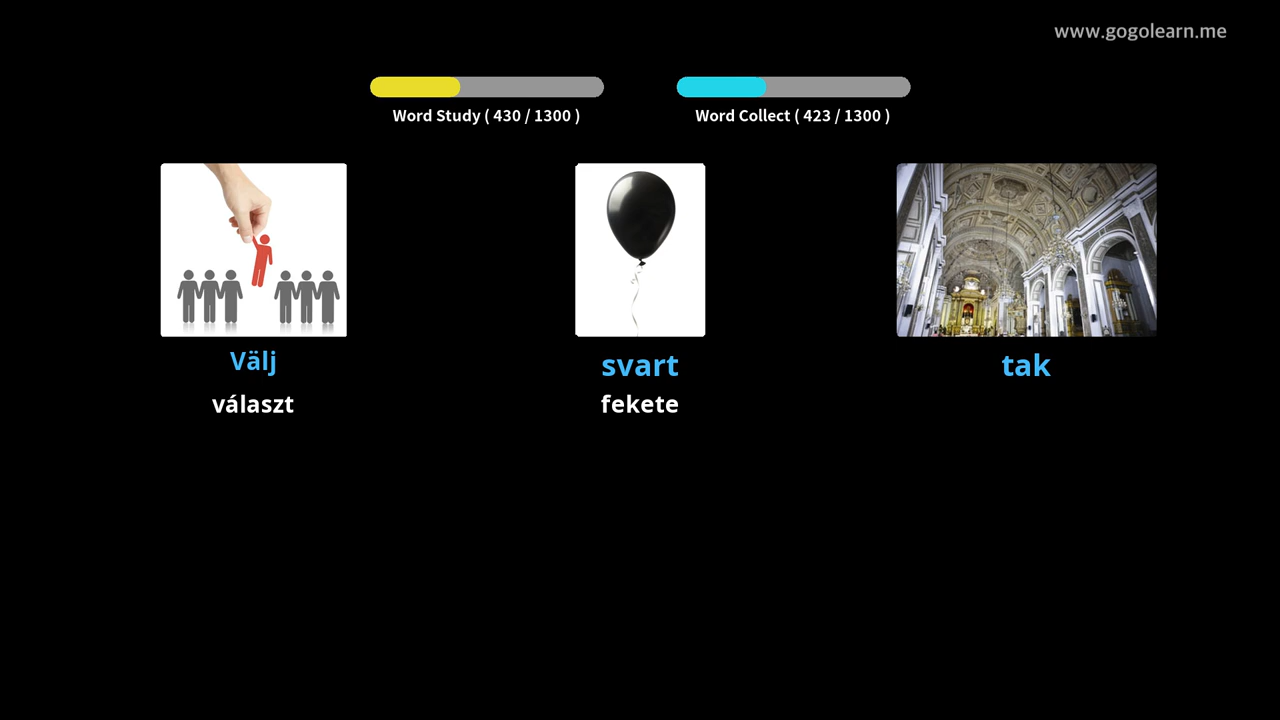 www.gogolearn.me
Word Study ( 430 / 1300 )
Word Collect ( 423 / 1300 )
Välj
svart
tak
választ
fekete